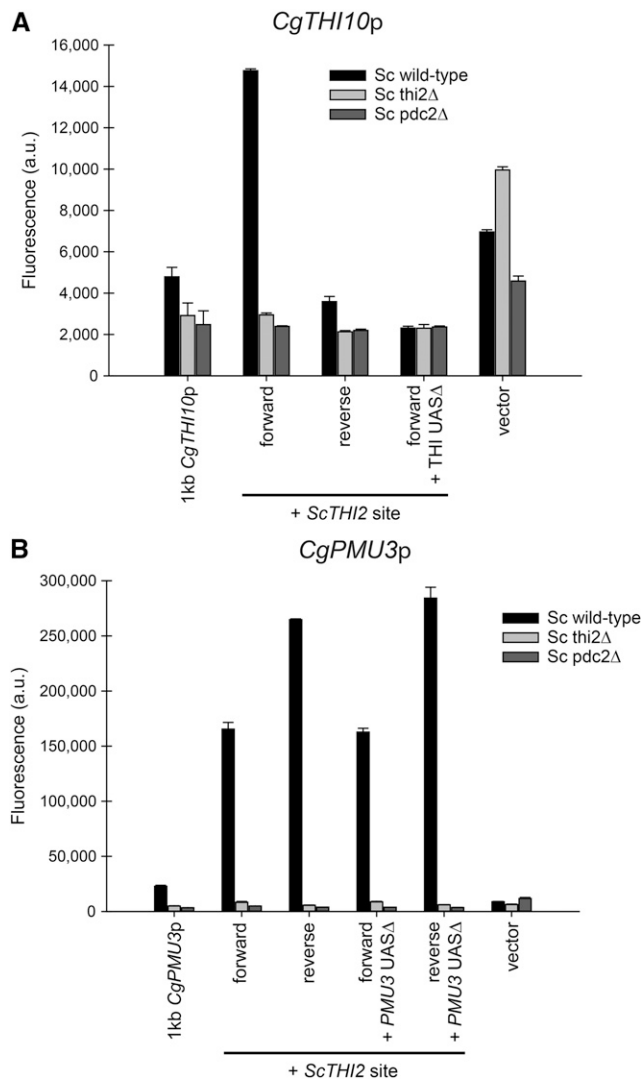 A
CgTHI10p
16,000
14,000
12,000
10,000
8,000
6,000
4,000
2,000
0
Fluorescence (a.u.)
Sc wild-type
Sc thi2Δ
Sc pdc2Δ
1kb CgTHI10p
forward
reverse
forward
+ THI UASΔ
vector
+ ScTHI2 site
B
CgPMU3p
300,000
250,000
200,000
150,000
100,000
50,000
0
Fluorescence (a.u.)
Sc wild-type
Sc thi2Δ
Sc pdc2Δ
1kb CgPMU3p
forward
reverse
forward
+ PMU3 UASΔ
reverse
+ PMU3 UASΔ
vector
+ ScTHI2 site